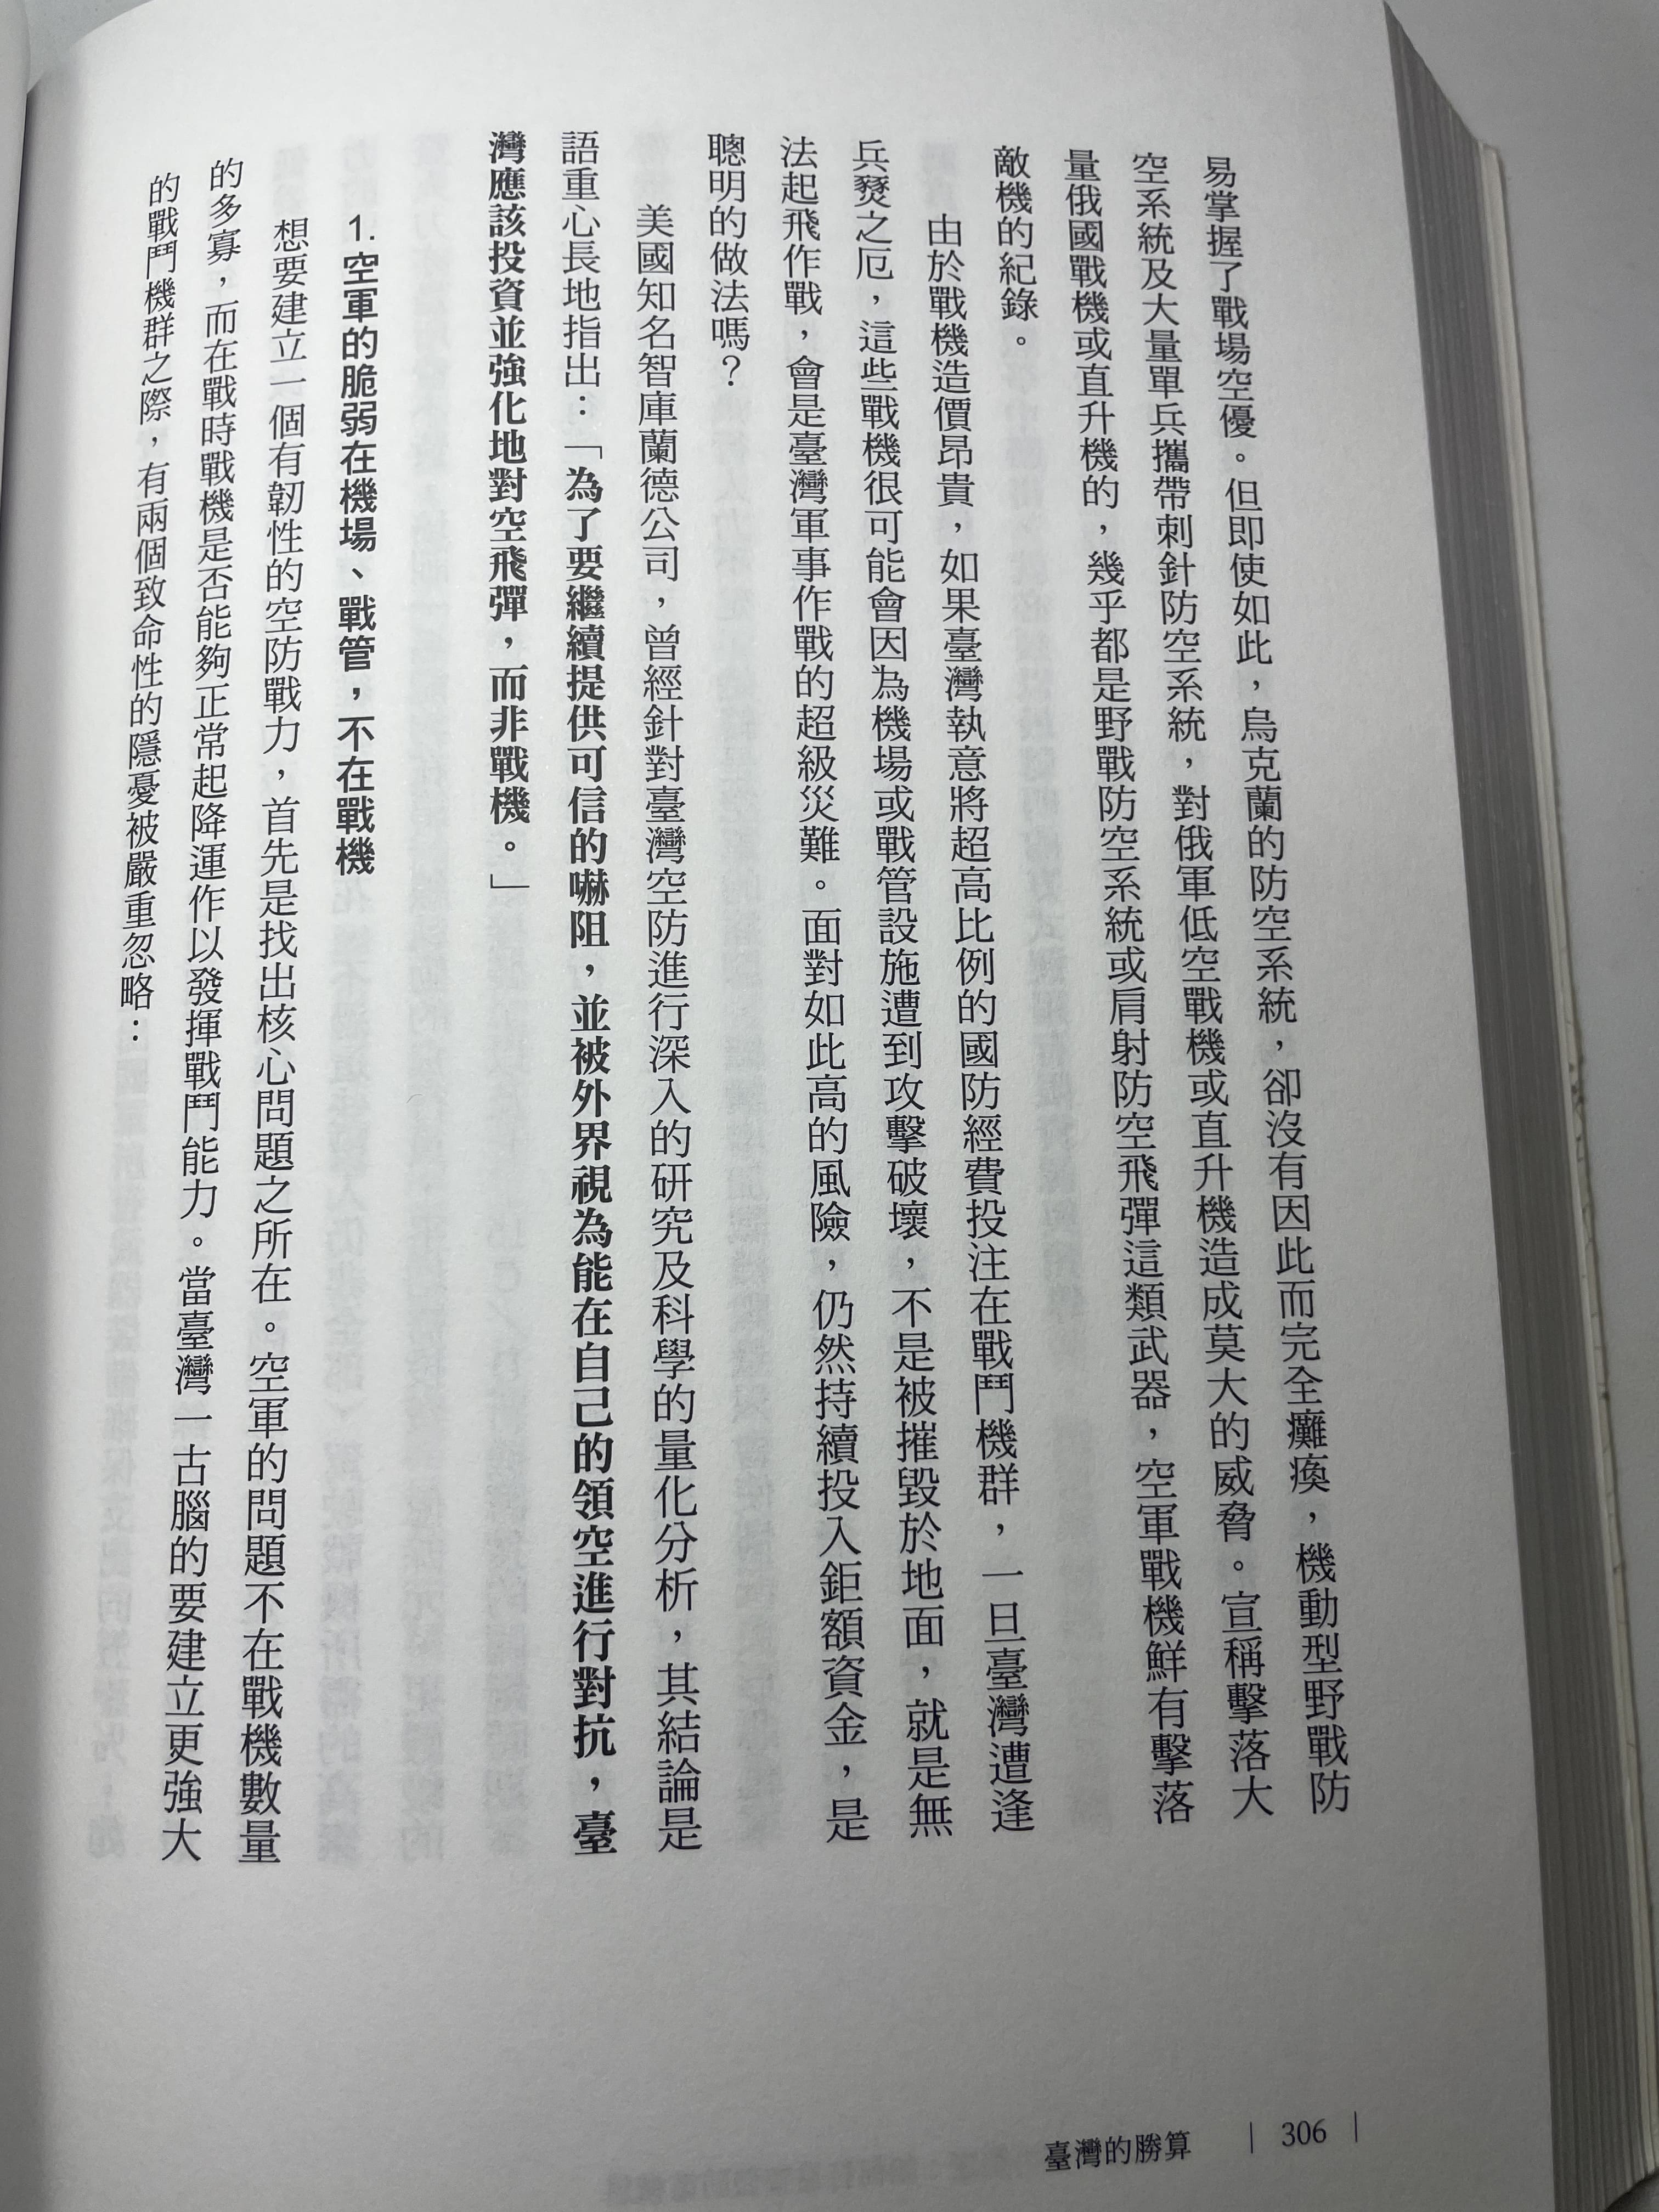 易掌握了戰場空優。但即使如此，烏克蘭的防空系統，卻沒有因此而完全癱瘓，機動型野戰防
空系統及大量單兵攜帶刺針防空系統，對俄軍低空戰機或直升機造成莫大的威脅。宣稱擊落大
量俄國戰機或直升機的，幾乎都是野戰防空系統或肩射防空飛彈這類武器，空軍戰機鮮有擊落
敵機的紀錄。
由於戰機造價昂貴，如果臺灣執意將超高比例的國防經費投注在戰鬥機群，一旦臺灣遭逢
兵燹之厄，這些戰機很可能會因為機場或戰管設施遭到攻擊破壞，不是被摧毀於地面，就是無
法起飛作戰，會是臺灣軍事作戰的超級災難。面對如此高的風險，仍然持續投入鉅額資金，是
聰明的做法嗎？
美國知名智庫蘭德公司，曾經針對臺灣空防進行深入的研究及科學的量化分析，其結論是
語重心長地指出：「為了要繼續提供可信的嚇阻，並被外界視為能在自己的領空進行對抗，臺
灣應該投資並強化地對空飛彈，而非戰機。」
1. 空軍的脆弱在機場、戰管，不在戰機
想要建立一個有韌性的空防戰力，首先是找出核心問題之所在。空軍的問題不在戰機數量
的多寡，而在戰時戰機是否能夠正常起降運作以發揮戰鬥能力。當臺灣一古腦的要建立更強大
的戰鬥機群之際，有兩個致命性的隱憂被嚴重忽略：
臺灣的勝算 | 306 |